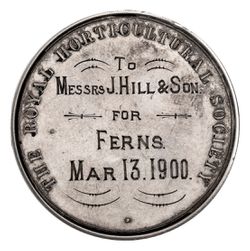 THE ROYAL HORTICULTURAL SOCIETY
TO
MESSRS J. HILL & SON.
FOR
FERNS.
MAR 13. 1900.